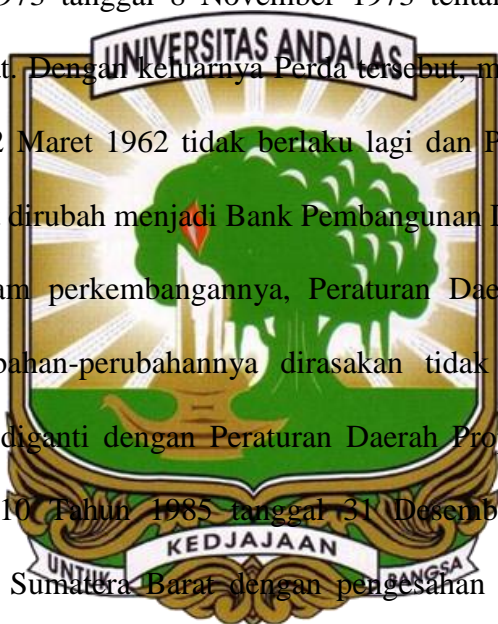 1973 tanggal 8 November 1973 tentan
UNIVERSITAS ANDALAS
t. Dengan keluarnya Perda tersebut, m
2 Maret 1962 tidak berlaku lagi dan P
dirubah menjadi Bank Pembangunan
am perkembangannya, Peraturan Dae
bahan-perubahannya dirasakan tidak
diganti dengan Peraturan Daerah Pro
10 Tahun 1985 tanggal 31 Desemb
KEDJAJAAN
UNTUK BANGSA
Sumatera Barat dengan pengesahan